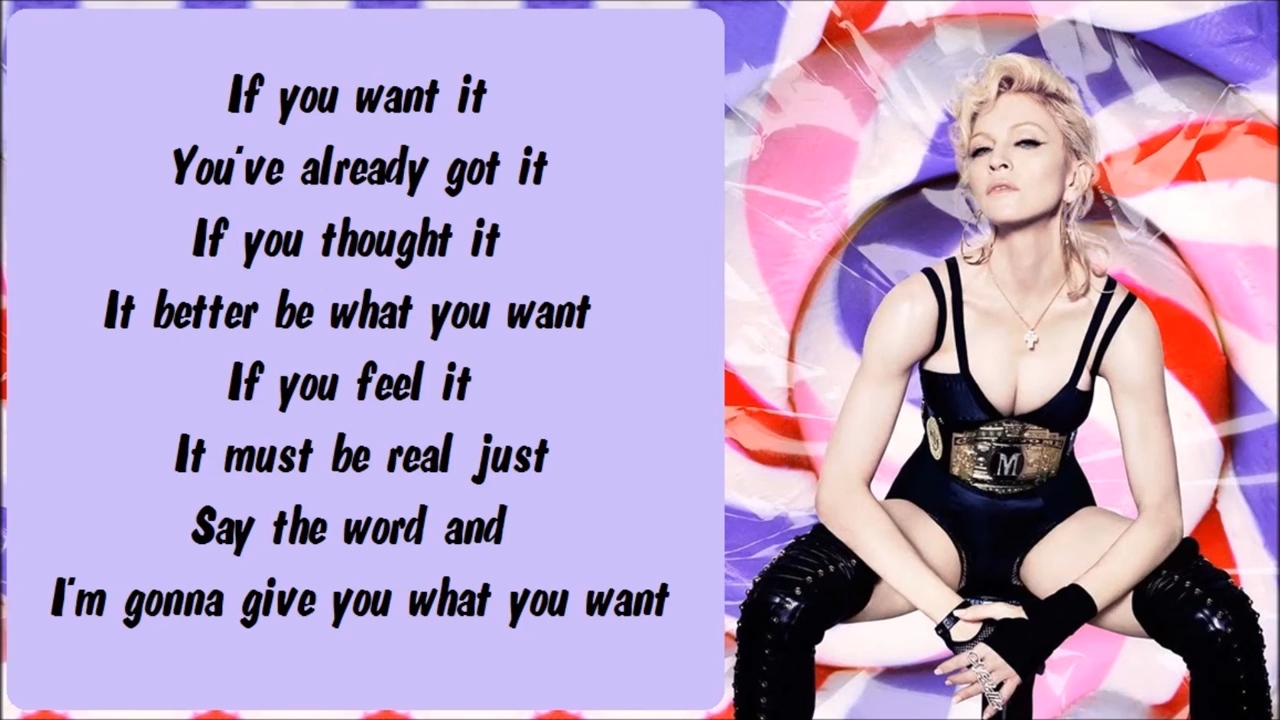 If you want it
You've already got it
If you thought it
It better be what you want
If you feel it
It must be real just
Say the word and
I'm gonna give you what you want
M